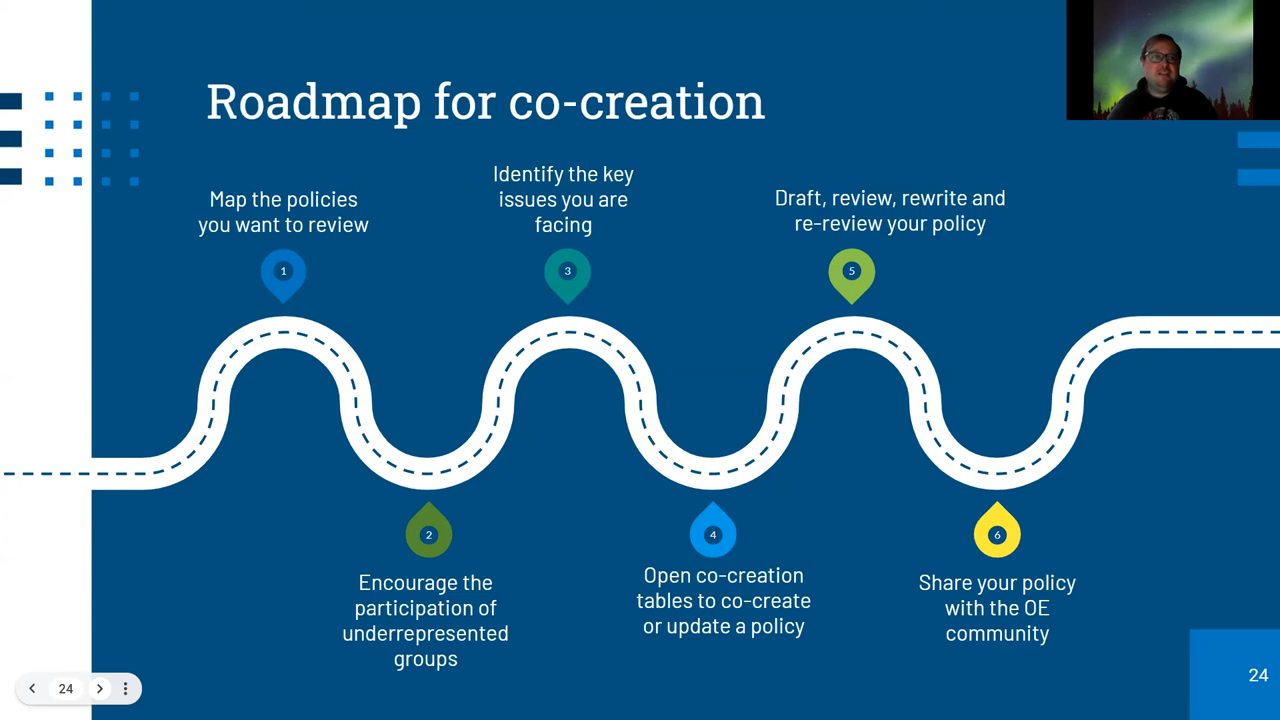 Roadmap for co-creation
Map the policies
you want to review
1
Encourage the
participation of
underrepresented
groups
2
Identify the key
issues you are
facing
3
Open co-creation
tables to co-create
or update a policy
4
Draft, review, rewrite and
re-review your policy
5
Share your policy
with the OE
community
6
24
24